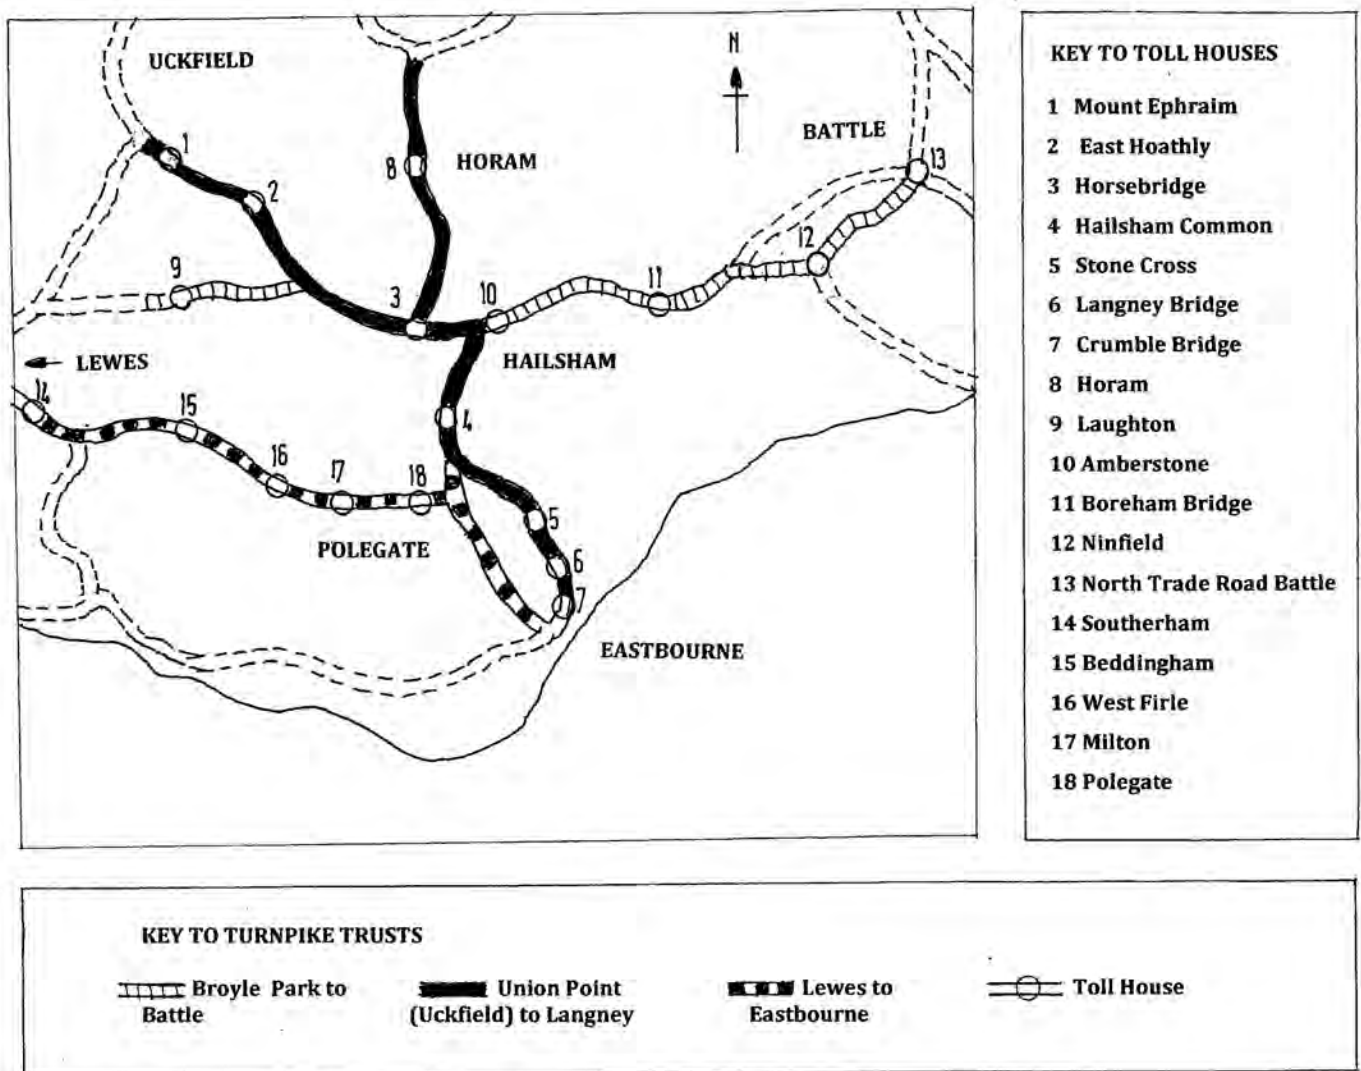 UCKFIELD
N
BATTLE
HORAM
LEWES
HAILSHAM
POLEGATE
EASTBOURNE
1
2
3
4
5
6
7
8
9
10
11
12
13
14
15
16
17
18
KEY TO TOLL HOUSES
1 Mount Ephraim
2 East Hoathly
3 Horsebridge
4 Hailsham Common
5 Stone Cross
6 Langney Bridge
7 Crumble Bridge
8 Horam
9 Laughton
10 Amberstone
11 Boreham Bridge
12 Ninfield
13 North Trade Road Battle
14 Southerham
15 Beddingham
16 West Firle
17 Milton
18 Polegate
KEY TO TURNPIKE TRUSTS
Broyle Park to
Battle
Union Point
(Uckfield) to Langney
Lewes to
Eastbourne
Toll House